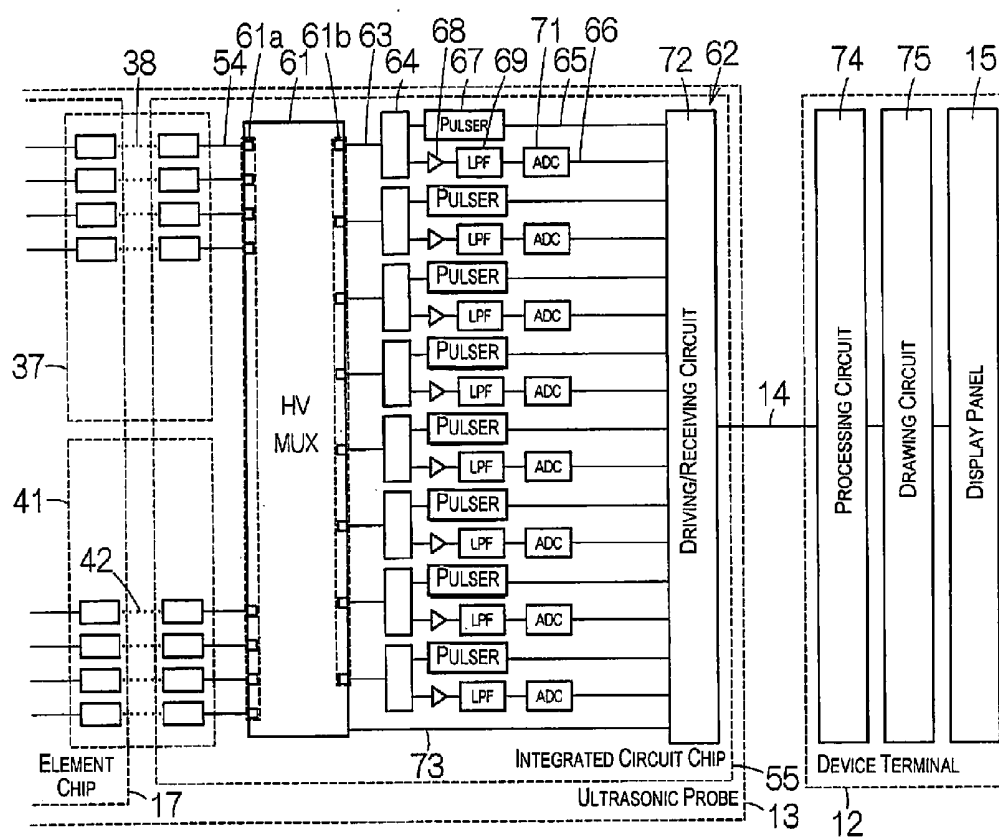 61a 61b 63 68 71 66 62
38 54 61 64 67 69 65 72 74 75 15
PULSER
LPF ADC
PULSER
LPF ADC
PULSER
LPF ADC
PULSER
LPF ADC
PULSER
LPF ADC
PULSER
LPF ADC
PULSER
LPF ADC
PULSER
LPF ADC
37
41
42
HV
MUX
DRIVING/RECEIVING CIRCUIT
14
PROCESSING CIRCUIT
DRAWING CIRCUIT
DISPLAY PANEL
73
ELEMENT
CHIP
17
INTEGRATED CIRCUIT CHIP
55
ULTRASONIC PROBE
13
DEVICE TERMINAL
12